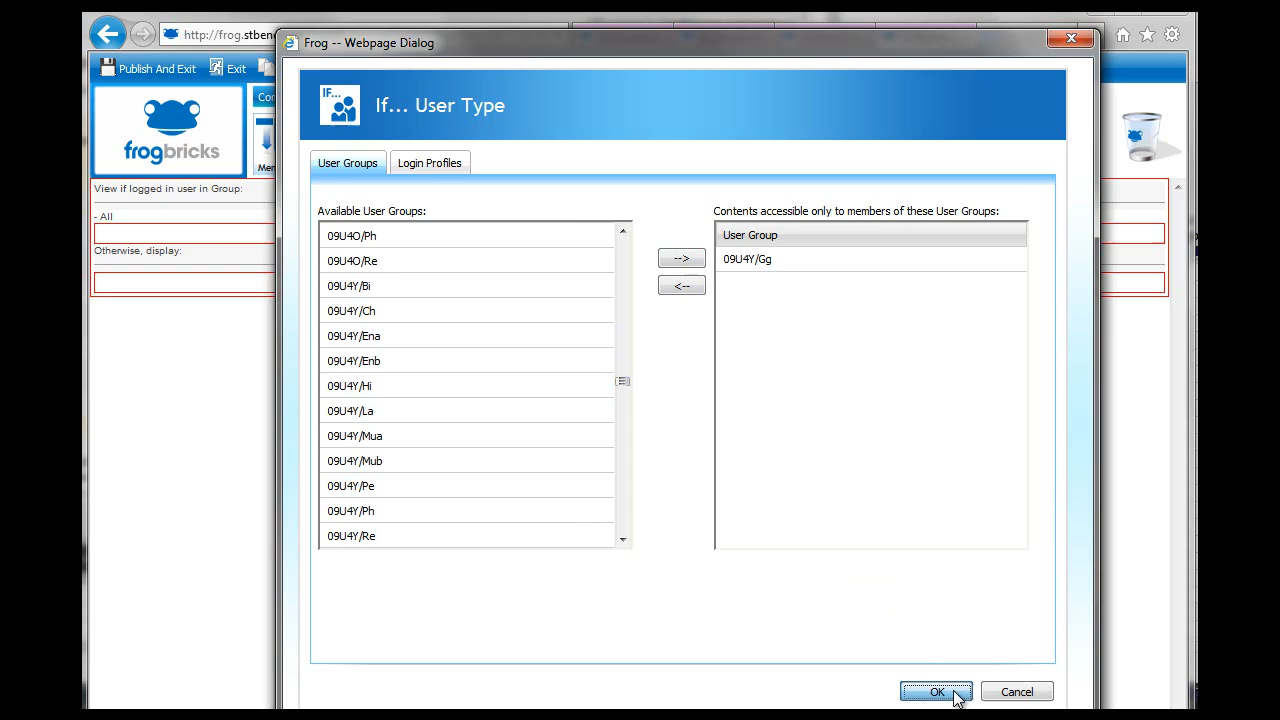 Frog -- Webpage Dialog
http://frog.stben
Publish And Exit
Exit
IF...
If... User Type
frogbricks
Con
Mer
User Groups
Login Profiles
View if logged in user in Group:
Available User Groups:
Contents accessible only to members of these User Groups:
- All
09U4O/Ph
User Group
Otherwise, display:
09U4O/Re
-->
09U4Y/Gg
09U4Y/Bi
<--
09U4Y/Ch
09U4Y/Ena
09U4Y/Enb
09U4Y/Hi
09U4Y/La
09U4Y/Mua
09U4Y/Mub
09U4Y/Pe
09U4Y/Ph
09U4Y/Re
OK
Cancel